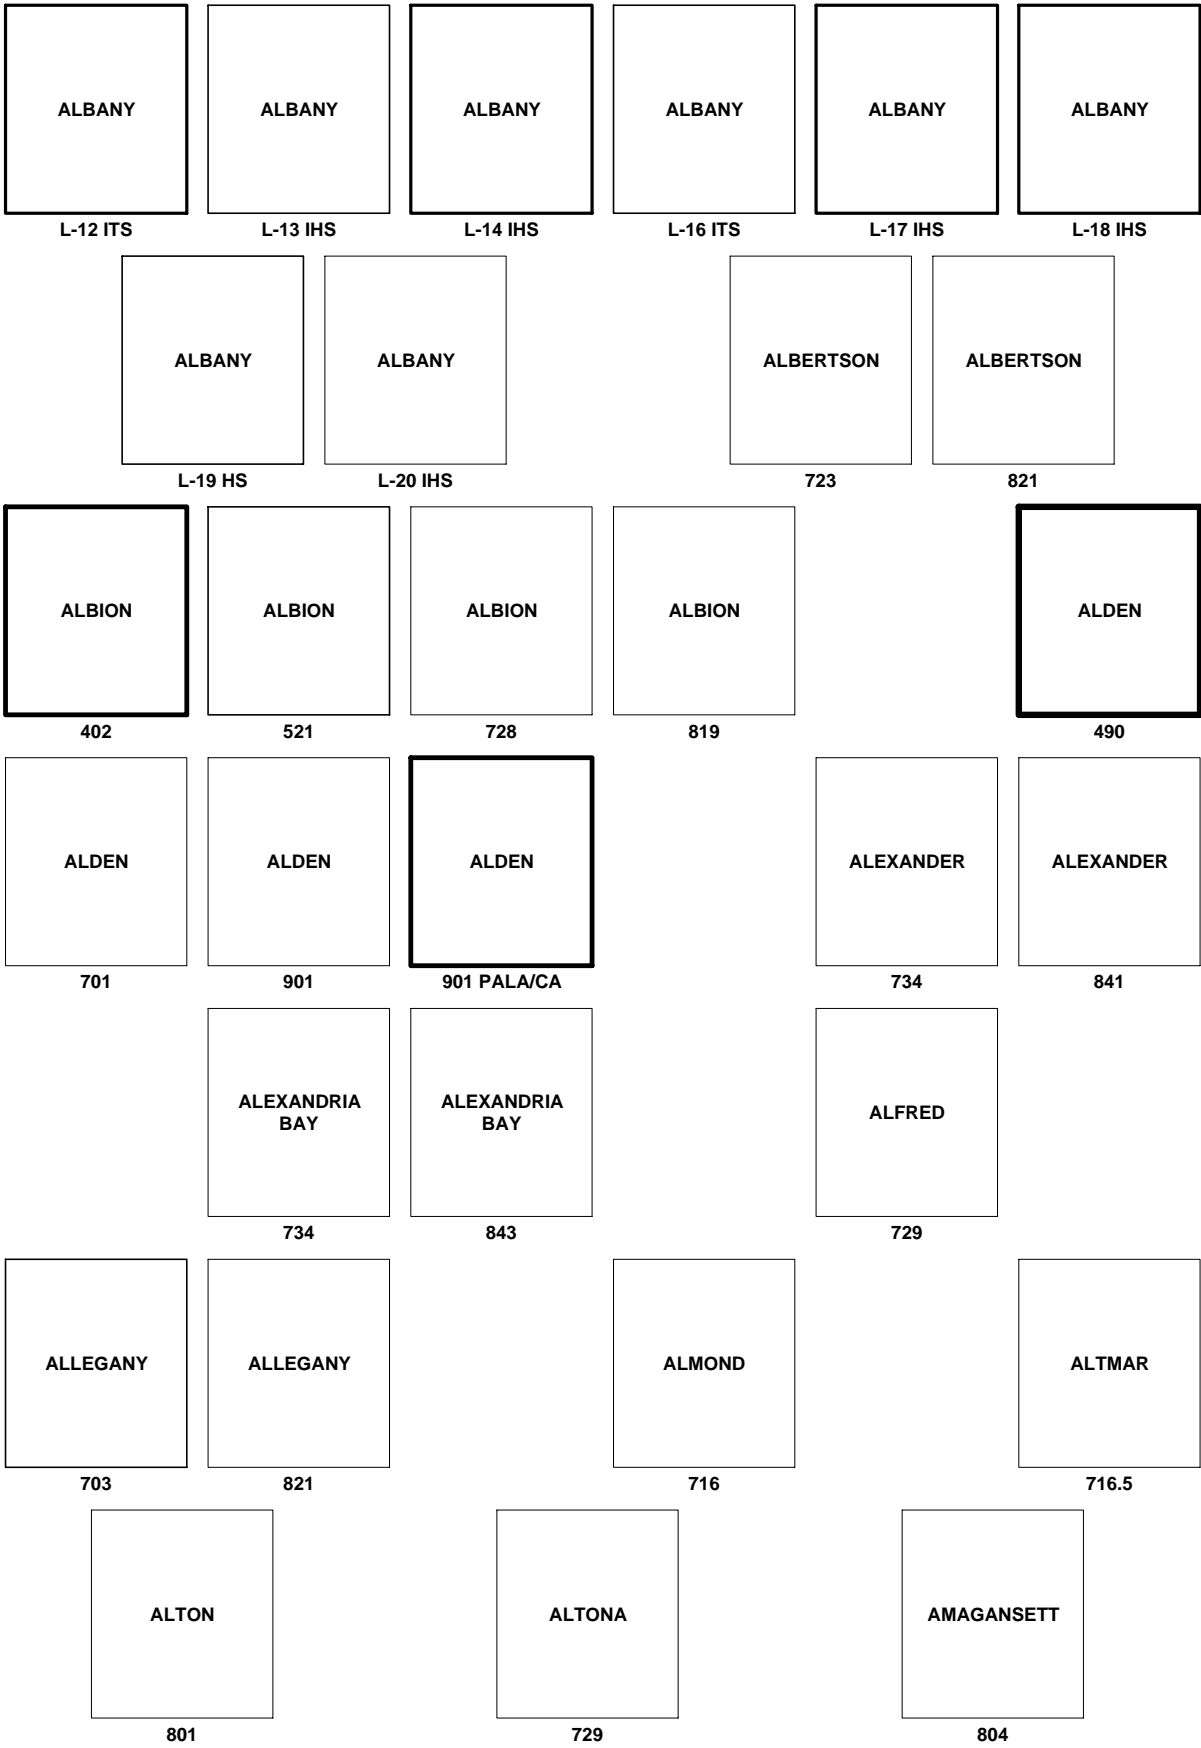 ALBANY ALBANY ALBANY ALBANY ALBANY ALBANY
L-12 ITS L-13 IHS L-14 IHS L-16 ITS L-17 IHS L-18 IHS
ALBANY ALBANY ALBERTSON ALBERTSON
L-19 HS L-20 IHS 723 821
ALBION ALBION ALBION ALBION ALDEN
402 521 728 819 490
ALDEN ALDEN ALDEN ALEXANDER ALEXANDER
701 901 901 PALA/CA 734 841
ALEXANDRIA ALEXANDRIA ALFRED
BAY BAY
734 843 729
ALLEGANY ALLEGANY ALMOND ALTMAR
703 821 716 716.5
ALTON ALTONA AMAGANSETT
801 729 804